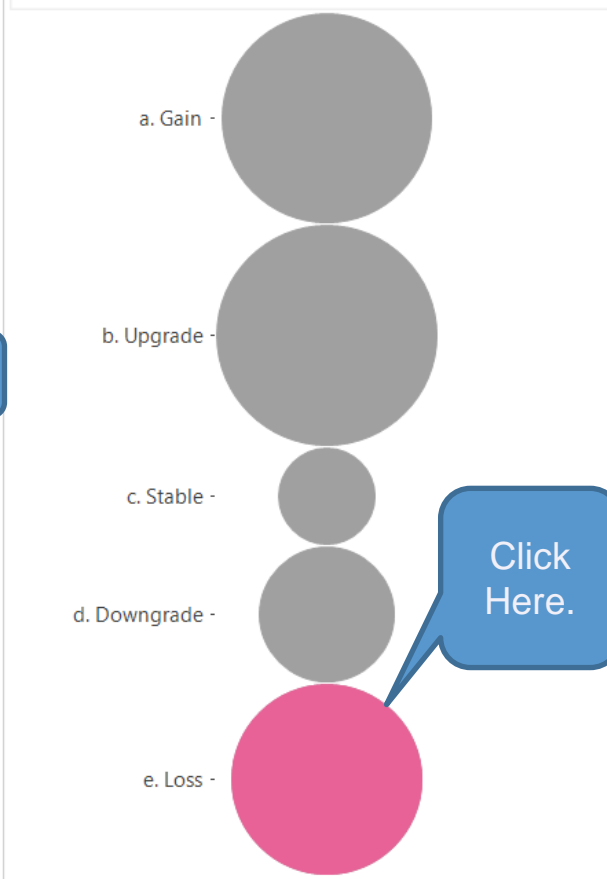 a. Gain -
b. Upgrade -
c. Stable -
Click
Here.
d. Downgrade -
e. Loss -